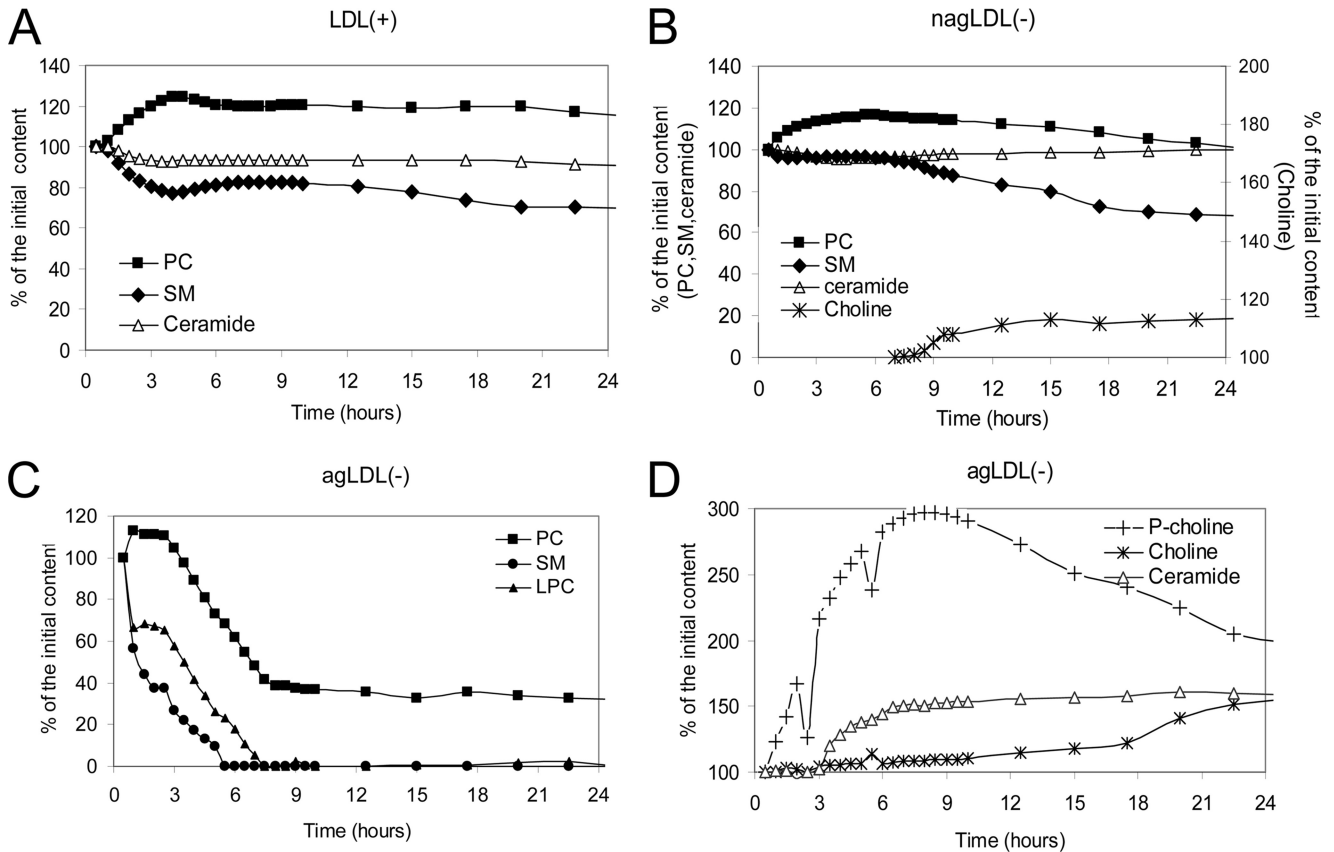 A
LDL(+)
% of the initial content
140
120
100
80
60
40
20
0
PC
SM
Ceramide
0 3 6 9 12 15 18 21 24
Time (hours)
B
nagLDL(-)
% of the initial content
(PC,SM,ceramide)
140
120
100
80
60
40
20
0
PC
SM
ceramide
Choline
200
180
160
140
120
100
% of the initial content
(Choline)
0 3 6 9 12 15 18 21 24
Time (hours)
C
agLDL(-)
% of the initial content
120
100
80
60
40
20
0
PC
SM
LPC
0 3 6 9 12 15 18 21 24
Time (hours)
D
agLDL(-)
% of the initial content
300
250
200
150
100
P-choline
Choline
Ceramide
0 3 6 9 12 15 18 21 24
Time (hours)